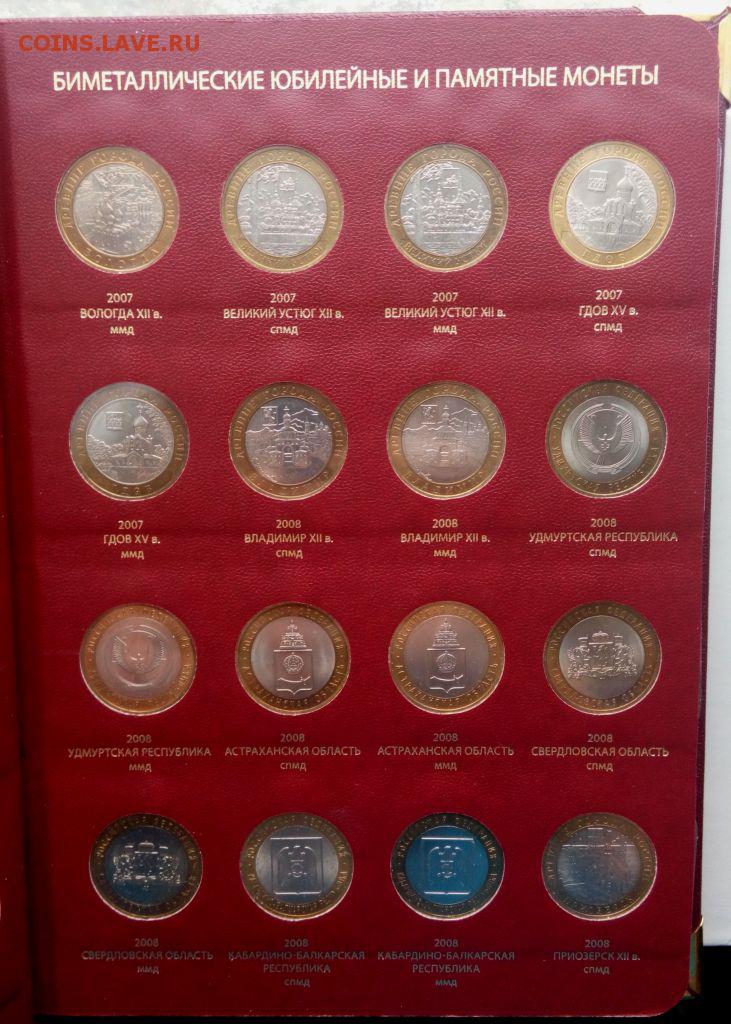 COINS.LAVE.RU
БИМЕТАЛЛИЧЕСКИЕ ЮБИЛЕЙНЫЕ И ПАМЯТНЫЕ МОНЕТЫ
2007
ВОЛОГДА XII в.
ММД
2007
ВЕЛИКИЙ УСТЮГ XII в.
СПМД
2007
ВЕЛИКИЙ УСТЮГ XII в.
ММД
2007
ГДОВ XV в.
СПМД
2007
ГДОВ XV в.
ММД
2008
ВЛАДИМИР XII в.
СПМД
2008
ВЛАДИМИР XII в.
ММД
2008
УДМУРТСКАЯ РЕСПУБЛИКА
СПМД
2008
УДМУРТСКАЯ РЕСПУБЛИКА
ММД
2008
АСТРАХАНСКАЯ ОБЛАСТЬ
СПМД
2008
АСТРАХАНСКАЯ ОБЛАСТЬ
ММД
2008
СВЕРДЛОВСКАЯ ОБЛАСТЬ
СПМД
2008
СВЕРДЛОВСКАЯ ОБЛАСТЬ
ММД
2008
КАБАРДИНО-БАЛКАРСКАЯ
РЕСПУБЛИКА
СПМД
2008
КАБАРДИНО-БАЛКАРСКАЯ
РЕСПУБЛИКА
ММД
2008
ПРИОЗЕРСК XII в.
СПМД